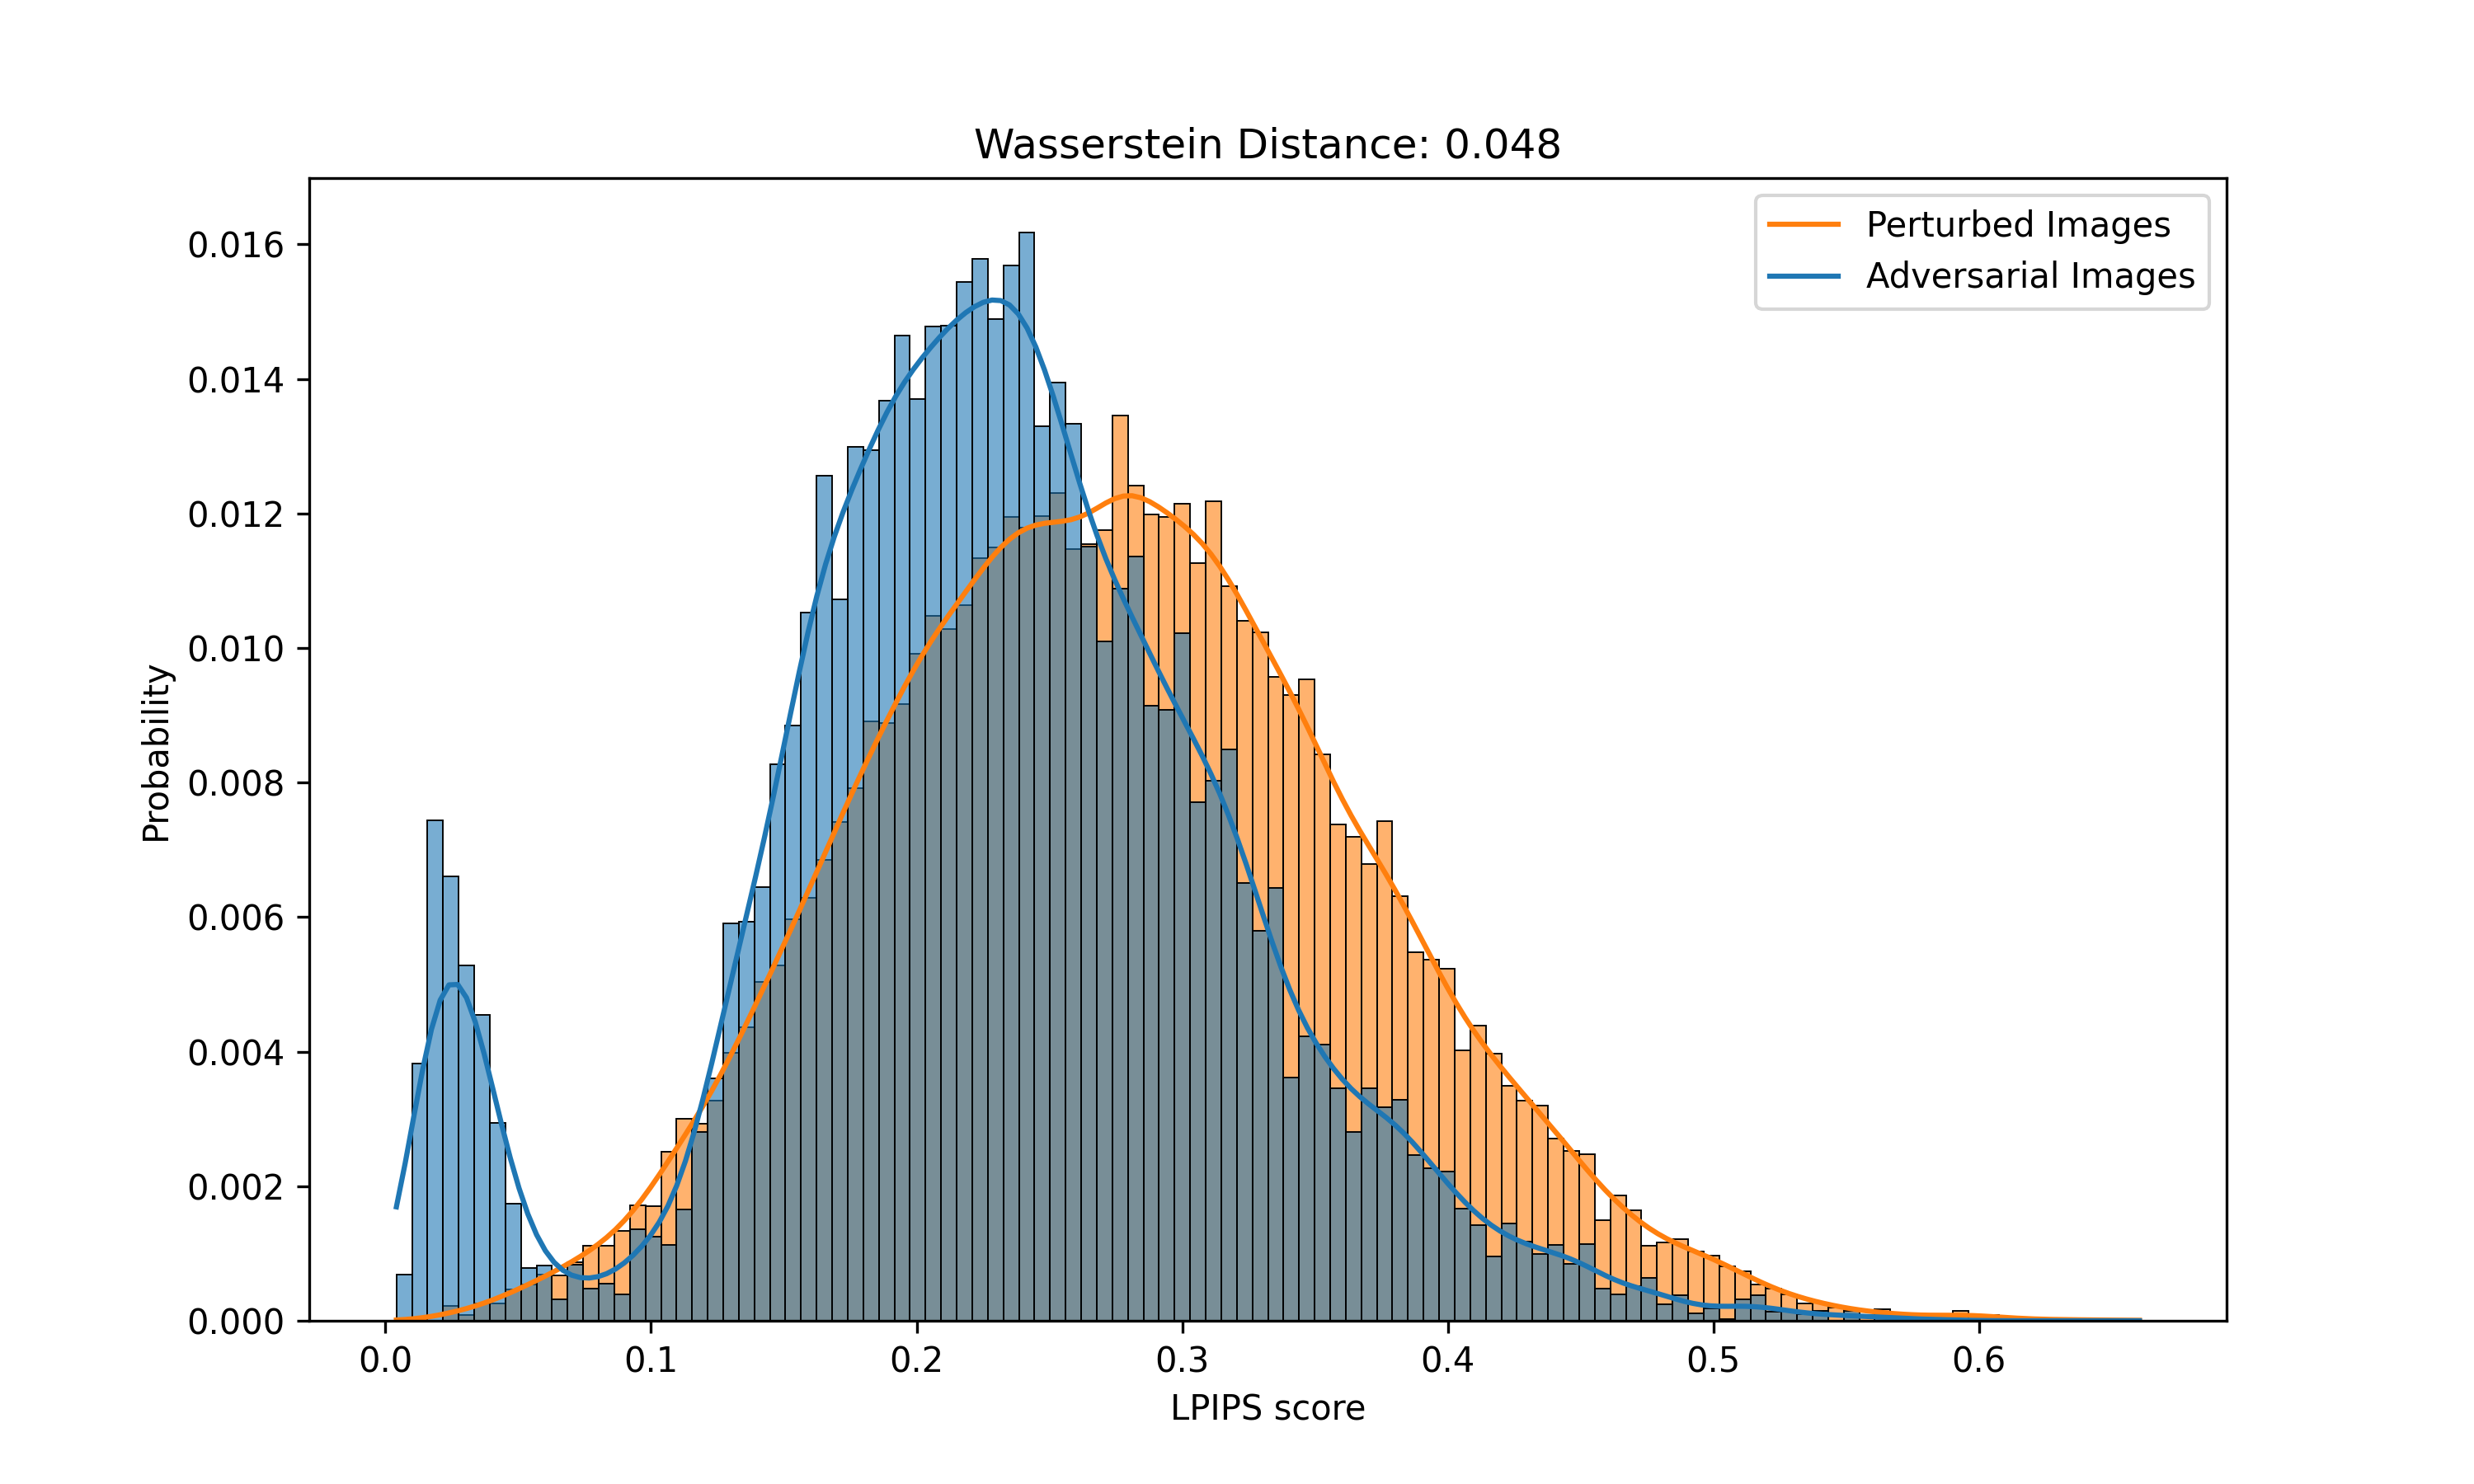 Wasserstein Distance: 0.048
Perturbed Images
Adversarial Images
0.016
0.014
0.012
0.010
0.008
0.006
0.004
0.002
0.000
Probability
0.0 0.1 0.2 0.3 0.4 0.5 0.6
LPIPS score